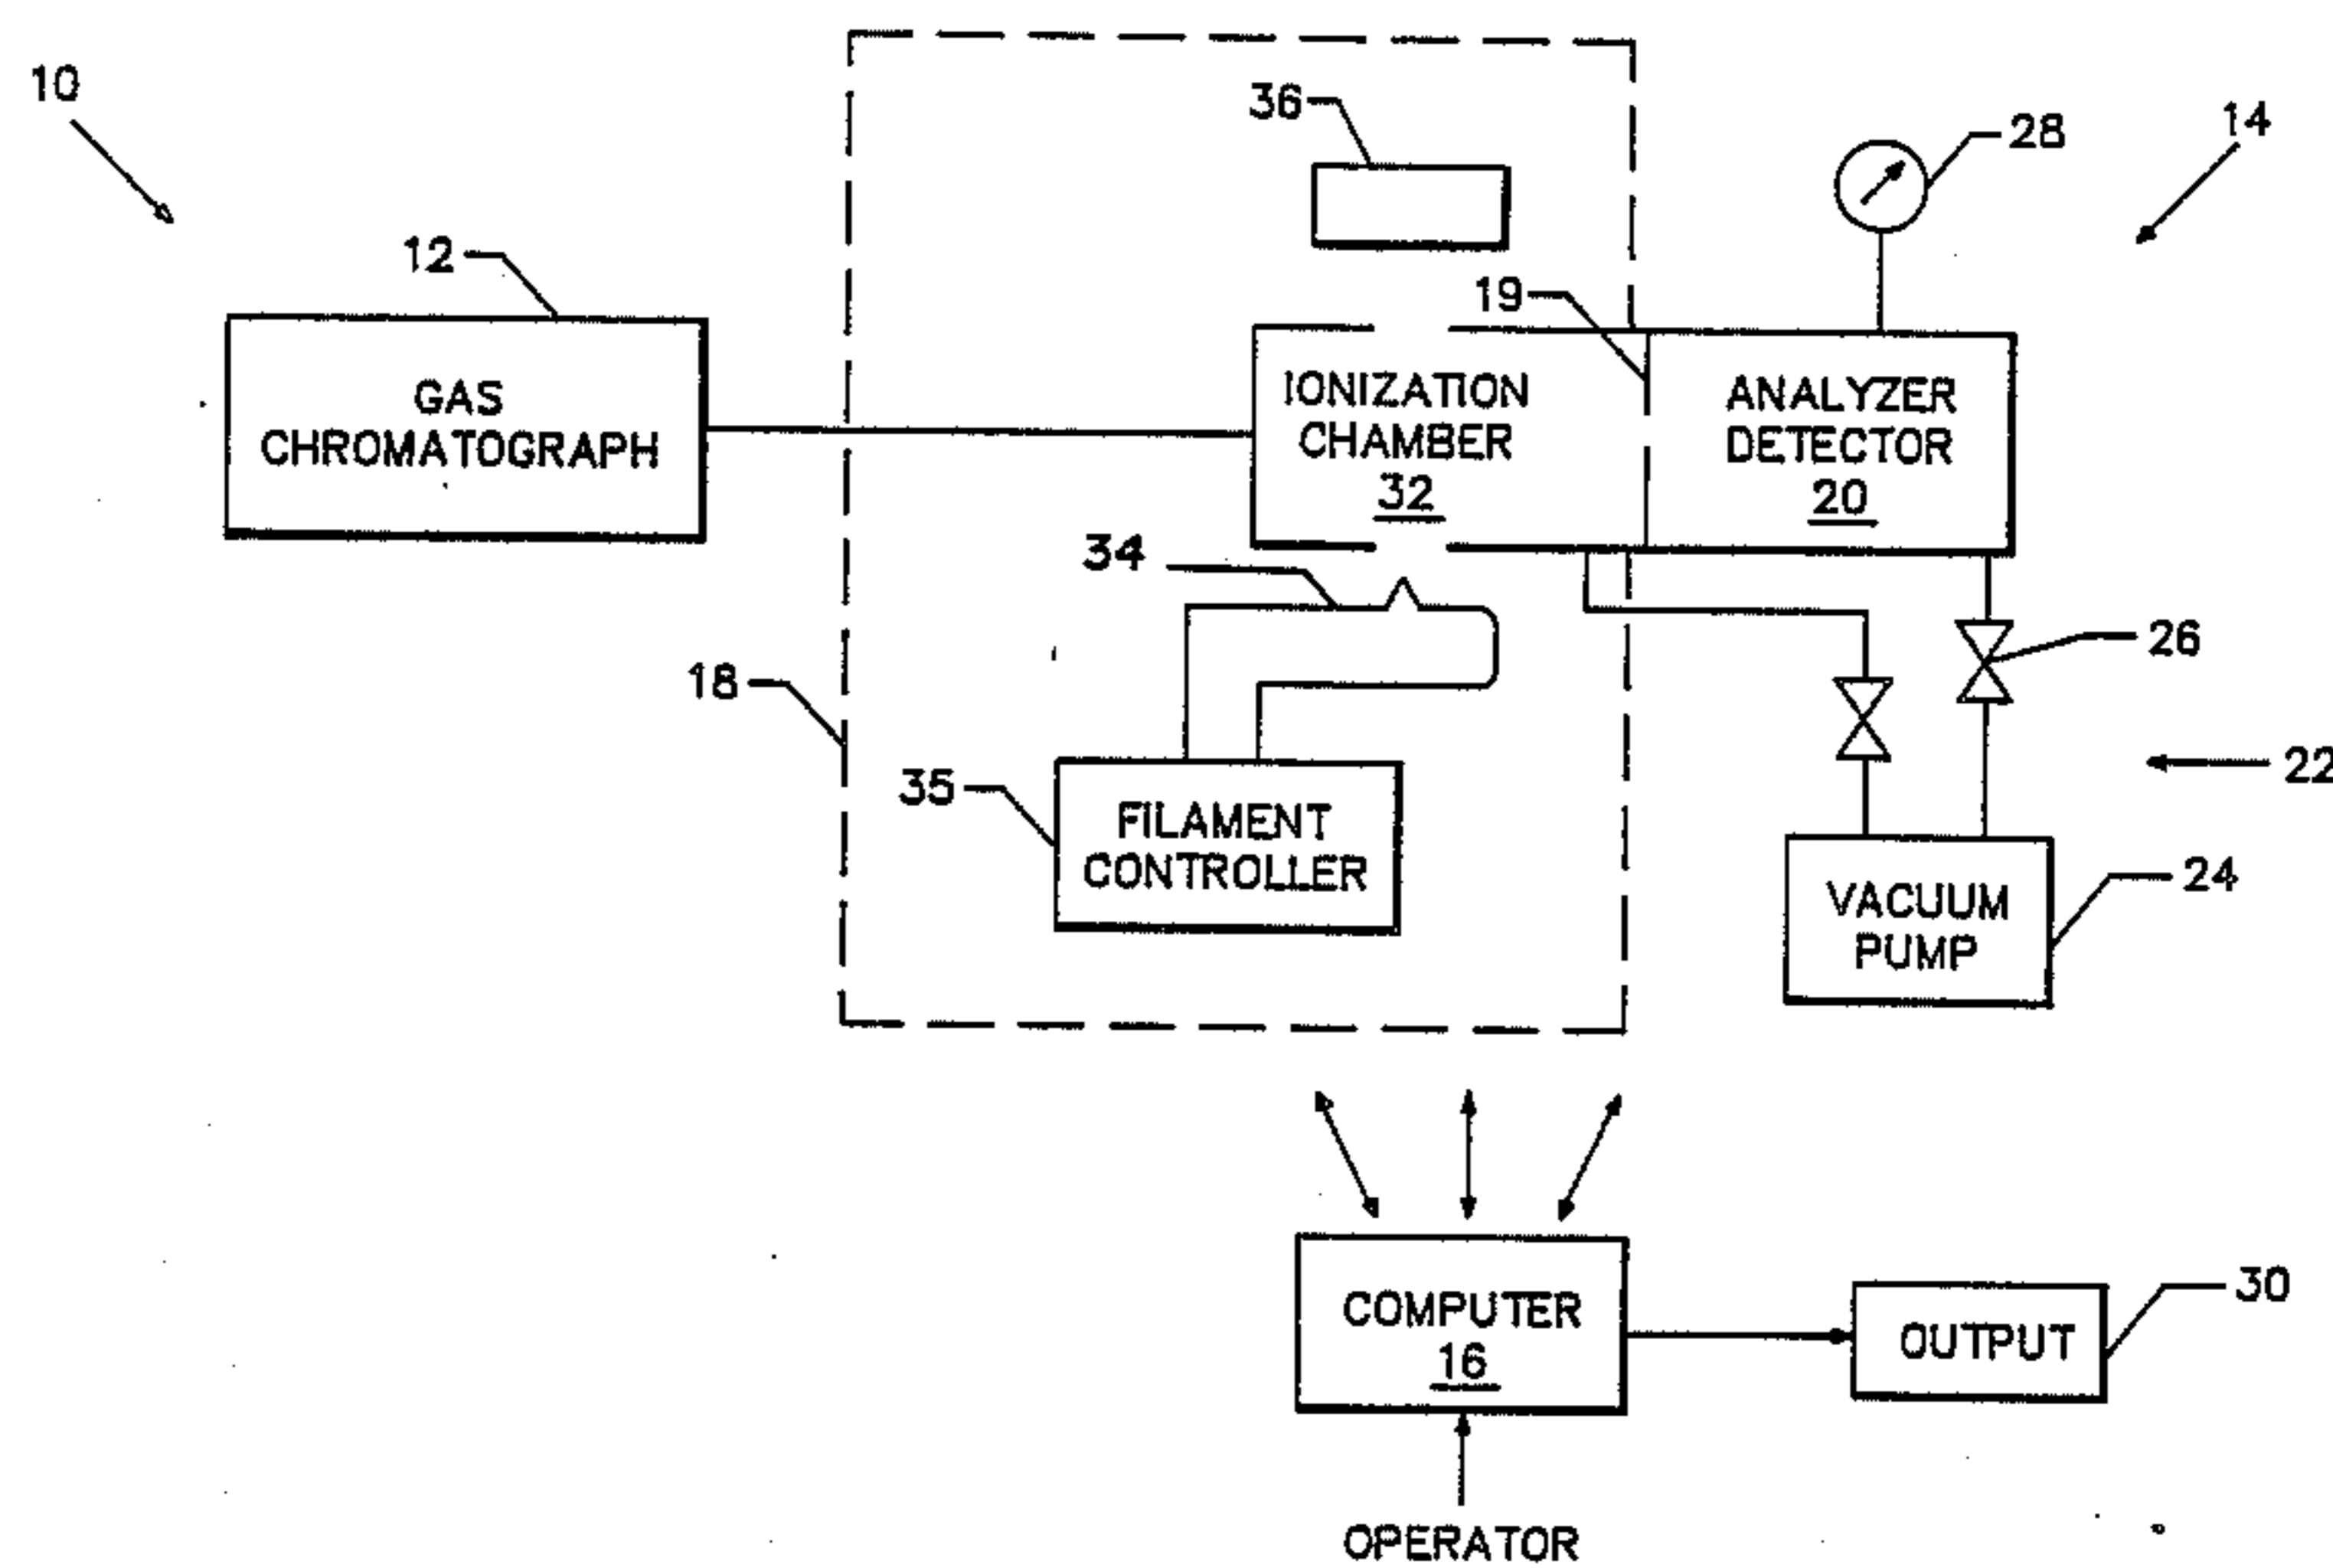 10
36
28
14
12
19
GAS
CHROMATOGRAPH
IONIZATION
CHAMBER
32
ANALYZER
DETECTOR
20
34
26
18
35
FILAMENT
CONTROLLER
22
24
VACUUM
PUMP
COMPUTER
16
OUTPUT
30
OPERATOR